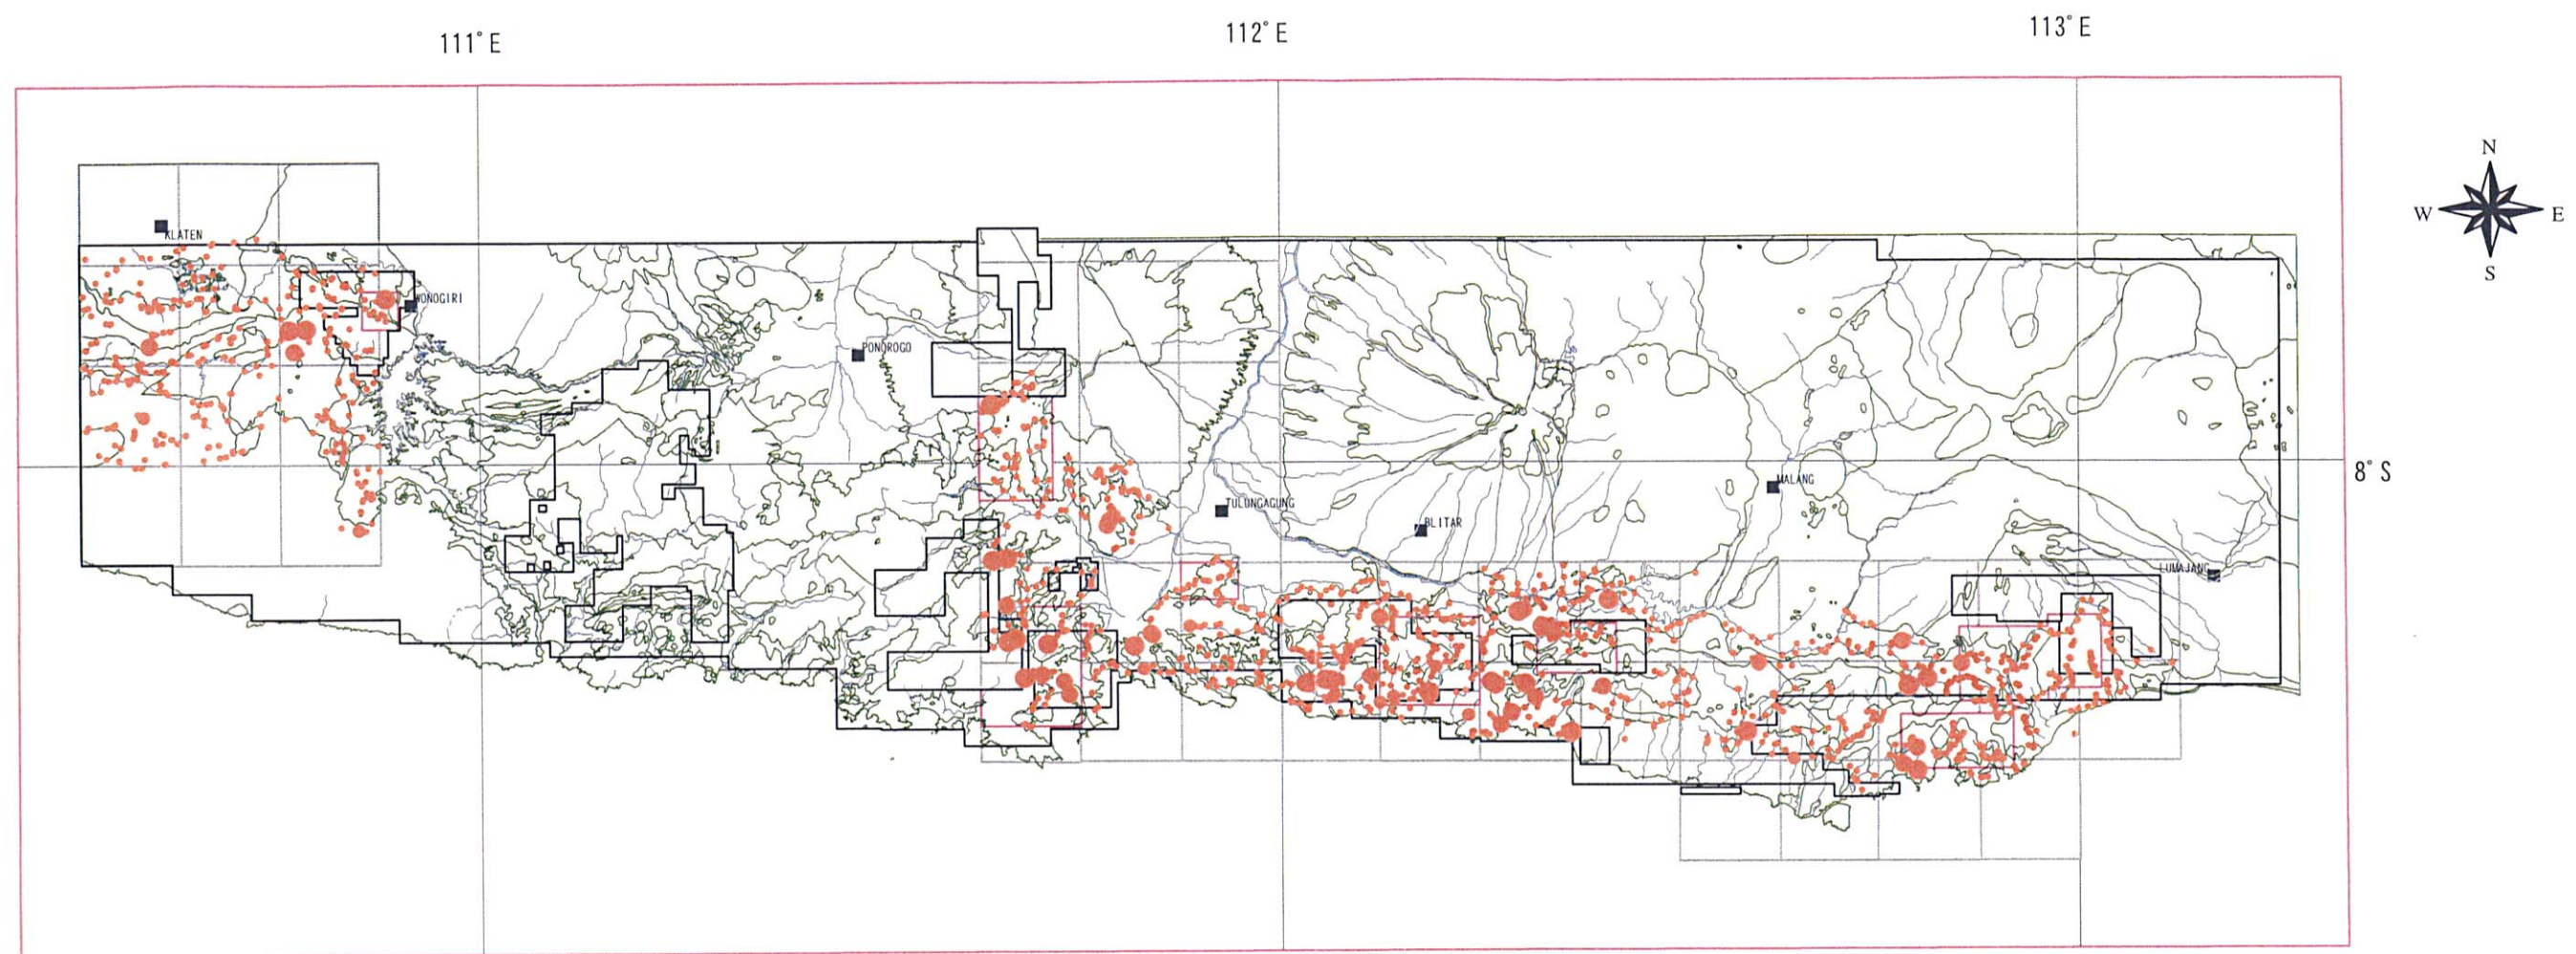 111° E
112° E
113° E
N
W
E
S
KLATEN
WONOGIRI
PONOROGO
8° S
MALANG
TULUNGAGUNG
BLITAR
LUMAJANG